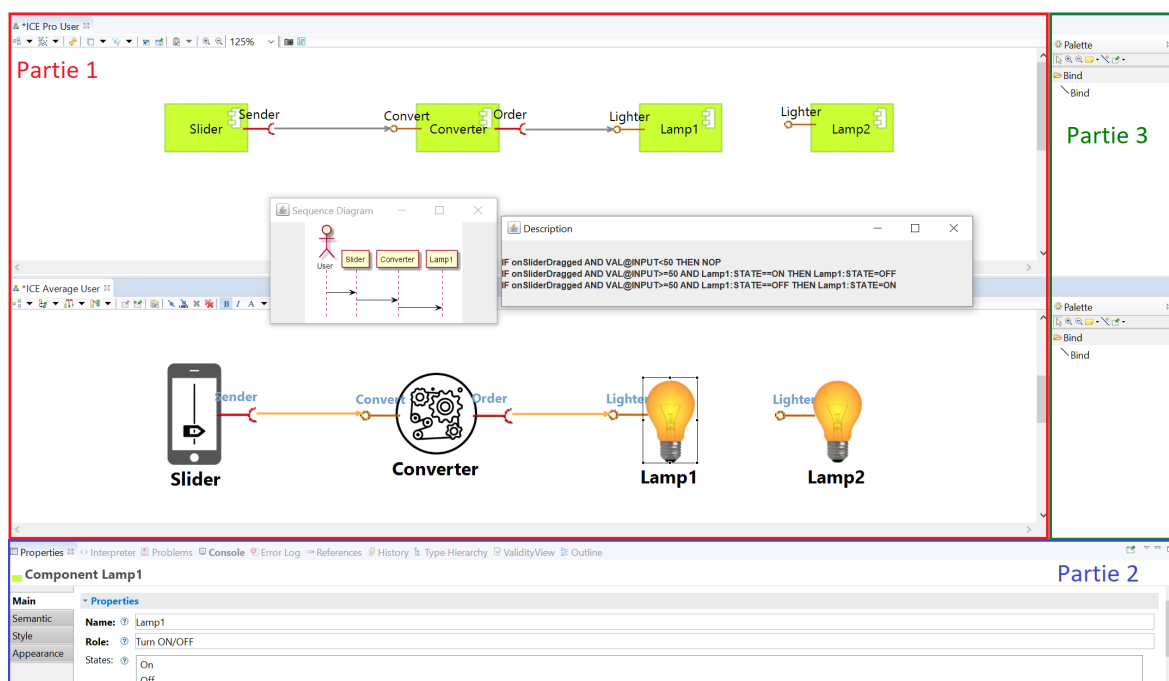 *ICE Pro User
125%
Partie 1
Slider
Sender
Convert
Converter
Order
Lighter
Lamp1
Lighter
Lamp2
Palette
Bind
Bind
Partie 3
Sequence Diagram
User
Slider
Converter
Lamp1
Description
IF onSliderDragged AND VAL@INPUT<50 THEN NOP
IF onSliderDragged AND VAL@INPUT>=50 AND Lamp1:STATE==ON THEN Lamp1:STATE=OFF
IF onSliderDragged AND VAL@INPUT>=50 AND Lamp1:STATE==OFF THEN Lamp1:STATE=ON
*ICE Average User
B I A
Sender
Convert
Order
Lighter
Lighter
Slider
Converter
Lamp1
Lamp2
Palette
Bind
Bind
Properties Interpreter Problems Console Error Log References History Type Hierarchy ValidityView Outline
Component Lamp1
Partie 2
Main
Semantic
Style
Appearance
Properties
Name: Lamp1
Role: Turn ON/OFF
States: On
Off